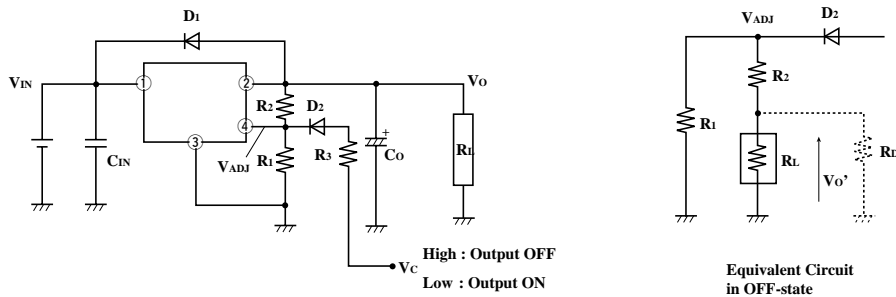 D1
VIN
1
2
VO
R2
D2
4
3
VADJ
R1
R3
CIN
CO
+
RL
VC
High : Output OFF
Low : Output ON
VADJ
D2
R2
R1
RL
VO’
RD
Equivalent Circuit
in OFF-state